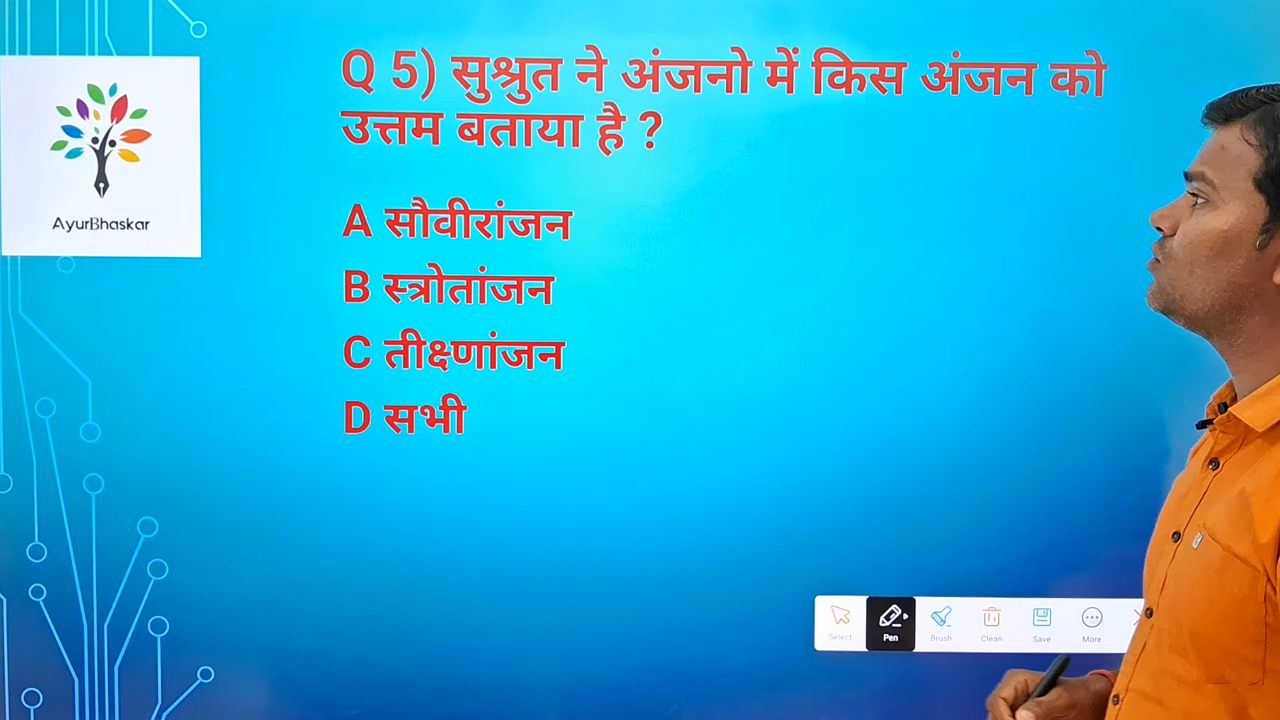 Q 5) सुश्रुत ने अंजनो में किस अंजन को
उत्तम बताया है ?
A सौवीरांजन
B स्त्रोतांजन
C तीक्ष्णांजन
D सभी
AyurBhaskar
Select
Pen
Brush
Clean
Save
More